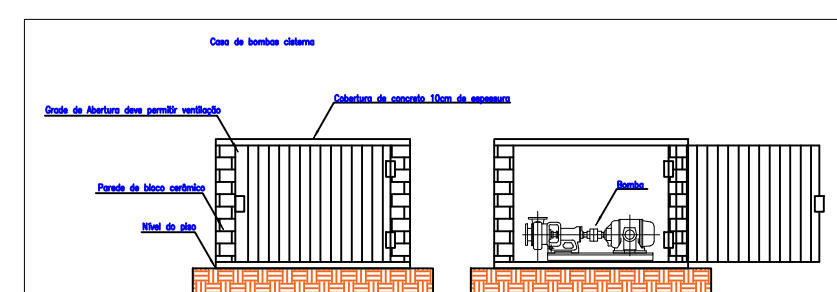 Casa de bombas cisterna
Cobertura de concreto 10cm de espessura
Grade de Abertura deve permitir ventilação
Parede de bloco cerâmico
Bomba
Nível do piso